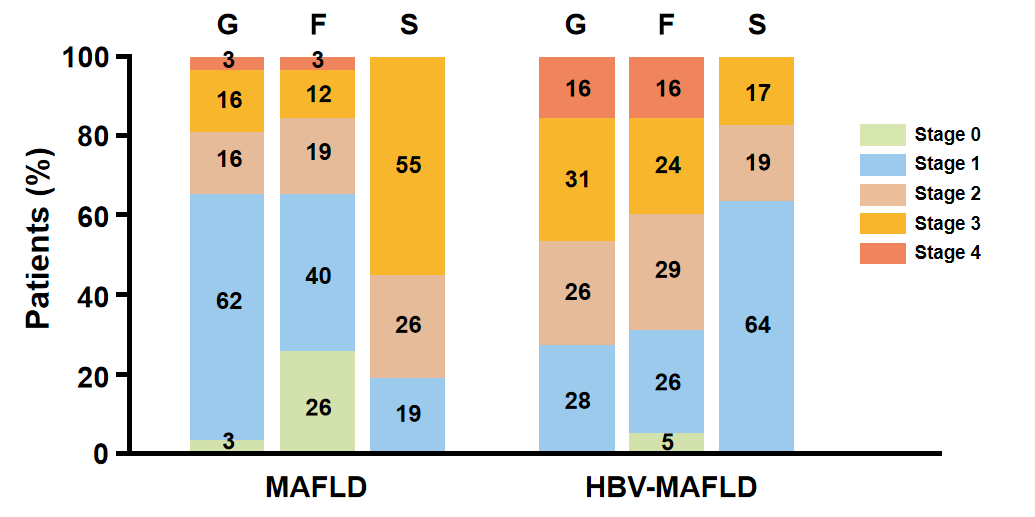 G F S G F S
Patients (%)
100
80
60
40
20
0
3 16 16 62 3
3 12 19 40 26
55 26 19
16 31 26 28
16 24 29 26 5
17 19 64
MAFLD HBV-MAFLD
Stage 0
Stage 1
Stage 2
Stage 3
Stage 4